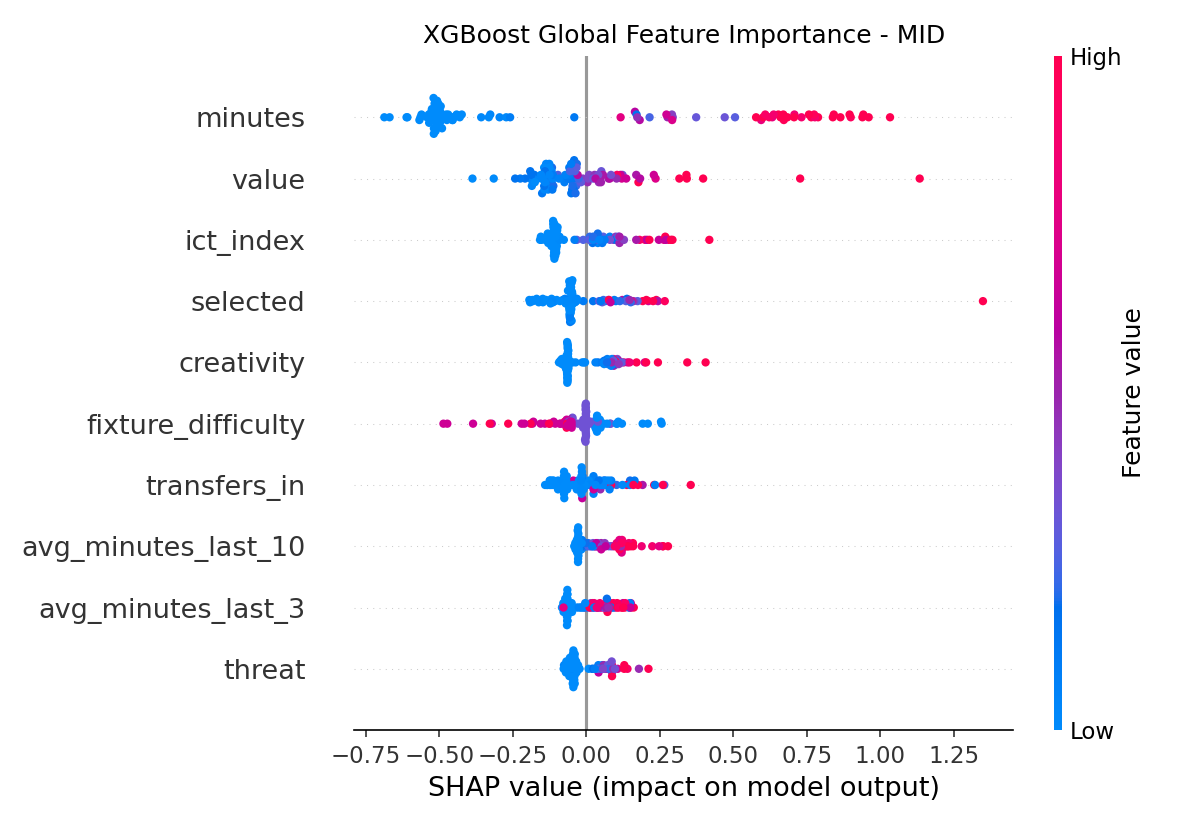 XGBoost Global Feature Importance - MID
High
minutes
value
ict_index
selected
creativity
fixture_difficulty
transfers_in
avg_minutes_last_10
avg_minutes_last_3
threat
Feature value
Low
−0.75 −0.50 −0.25 0.00 0.25 0.50 0.75 1.00 1.25
SHAP value (impact on model output)